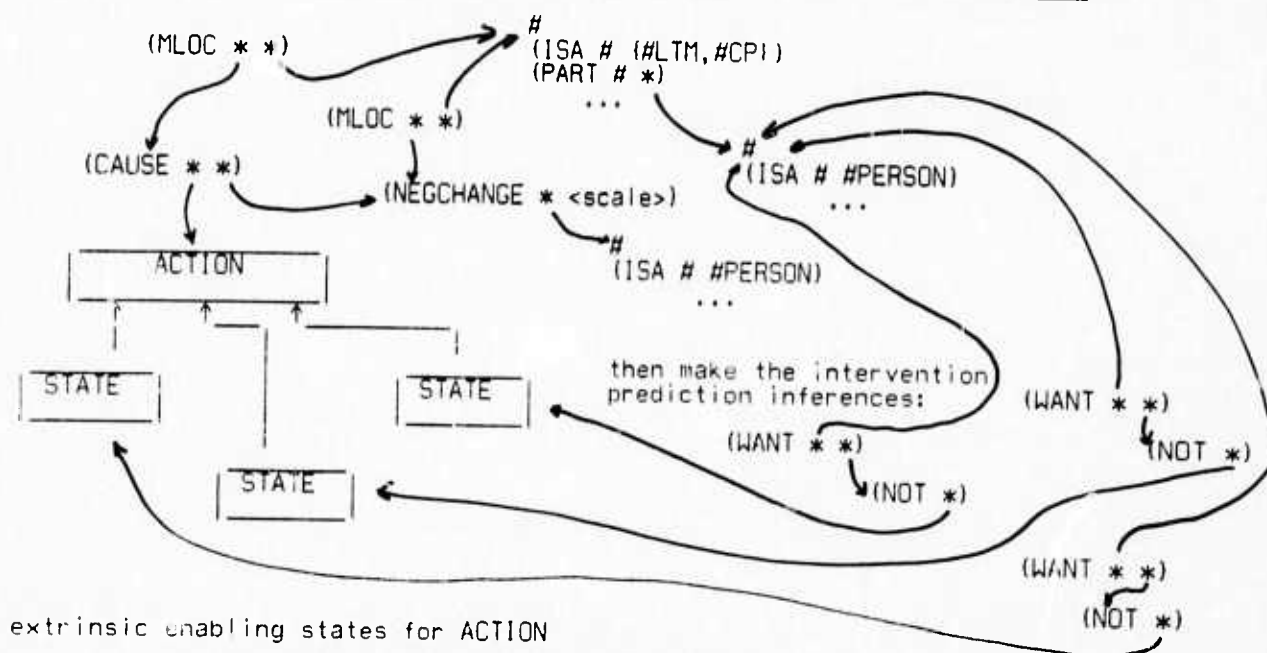 (MLOC * *)
#
(ISA # {#LTM,#CP})
(PART # *)
...
(MLOC * *)
(CAUSE * *)
#
(ISA # #PERSON)
...
(NEGCHANGE * <scale>)
#
(ISA # #PERSON)
...
ACTION
STATE
STATE
STATE
then make the intervention
prediction inferences:
(WANT * *)
(NOT *)
(WANT * *)
(NOT *)
(WANT * *)
(NOT *)
extrinsic enabling states for ACTION